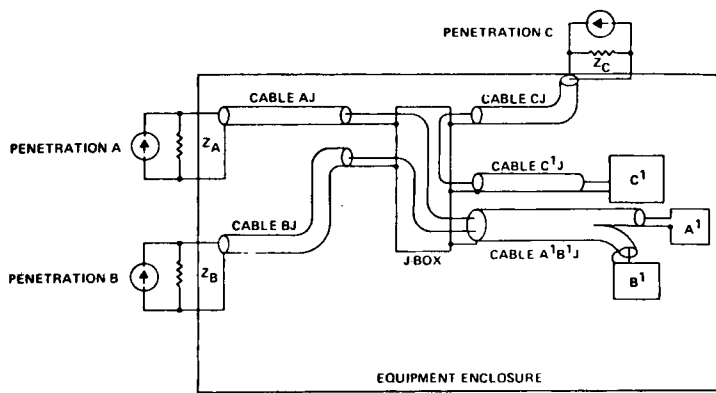 PENETRATION C
Z_C
CABLE AJ
CABLE CJ
PENETRATION A
Z_A
CABLE C¹J
C¹
CABLE BJ
A¹
PENETRATION B
Z_B
J-BOX
CABLE A¹B¹J
B¹
EQUIPMENT ENCLOSURE